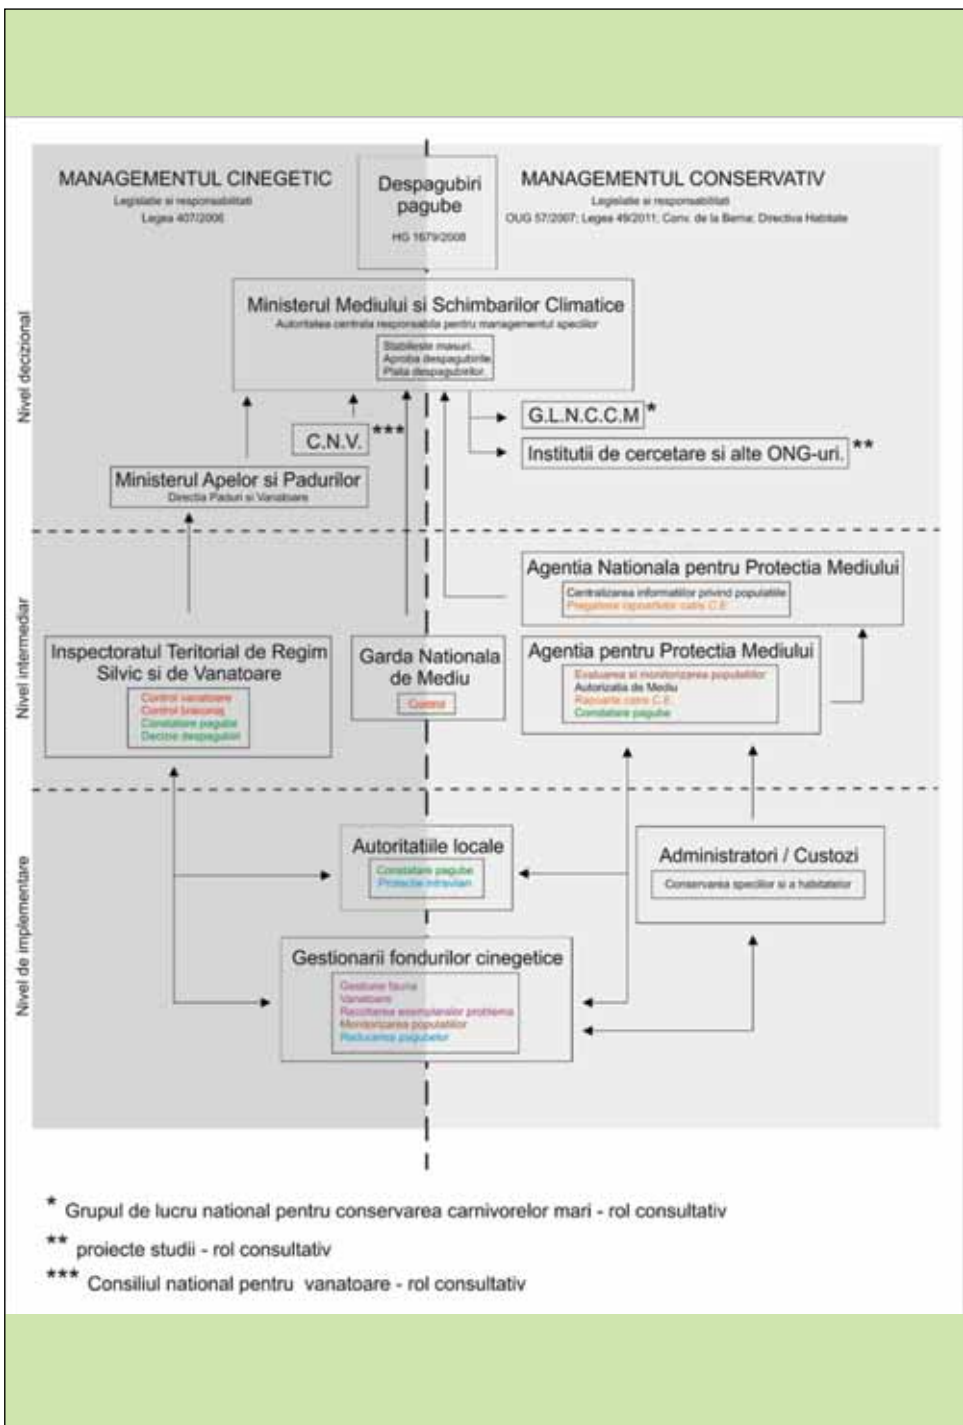 MANAGEMENTUL CINEGETIC
Legislatie si responsabilitati
Legea 407/2006
Despagubiri
pagube
HG 1679/2008
MANAGEMENTUL CONSERVATIV
Legislatie si responsabilitati
OUG 57/2007; Legea 49/2011; Conv. de la Berna; Directiva Habitate
Nivel decizional
Ministerul Mediului si Schimbarilor Climatice
Autoritatea centrala responsabila pentru managementul speciilor
Stabileste masuri.
Aproba despagubirile.
Plata despagubirilor.
C.N.V. ***
G.L.N.C.C.M *
Institutii de cercetare si alte ONG-uri. **
Ministerul Apelor si Padurilor
Directia Paduri si Vanatoare
Nivel intermediar
Agentia Nationala pentru Protectia Mediului
Centralizarea informatiilor privind populatiile
Pregatirea rapoartelor catre C.E.
Inspectoratul Teritorial de Regim
Silvic si de Vanatoare
Control vanatoare
Control braconaj
Constatare pagube
Decizie despagubiri
Garda Nationala
de Mediu
Control
Agentia pentru Protectia Mediului
Evaluarea si monitorizarea populatiilor
Autorizatia de Mediu
Rapoarte catre C.E.
Constatare pagube
Nivel de implementare
Autoritatiile locale
Constatare pagube
Protectie intravilan
Administratori / Custozi
Conservarea speciilor si a habitatelor
Gestionarii fondurilor cinegetice
Gestiune fauna
Vanatoare
Recoltarea exemplarelor problema
Monitorizarea populatiilor
Reducerea pagubelor
* Grupul de lucru national pentru conservarea carnivorelor mari - rol consultativ
** proiecte studii - rol consultativ
*** Consiliul national pentru vanatoare - rol consultativ